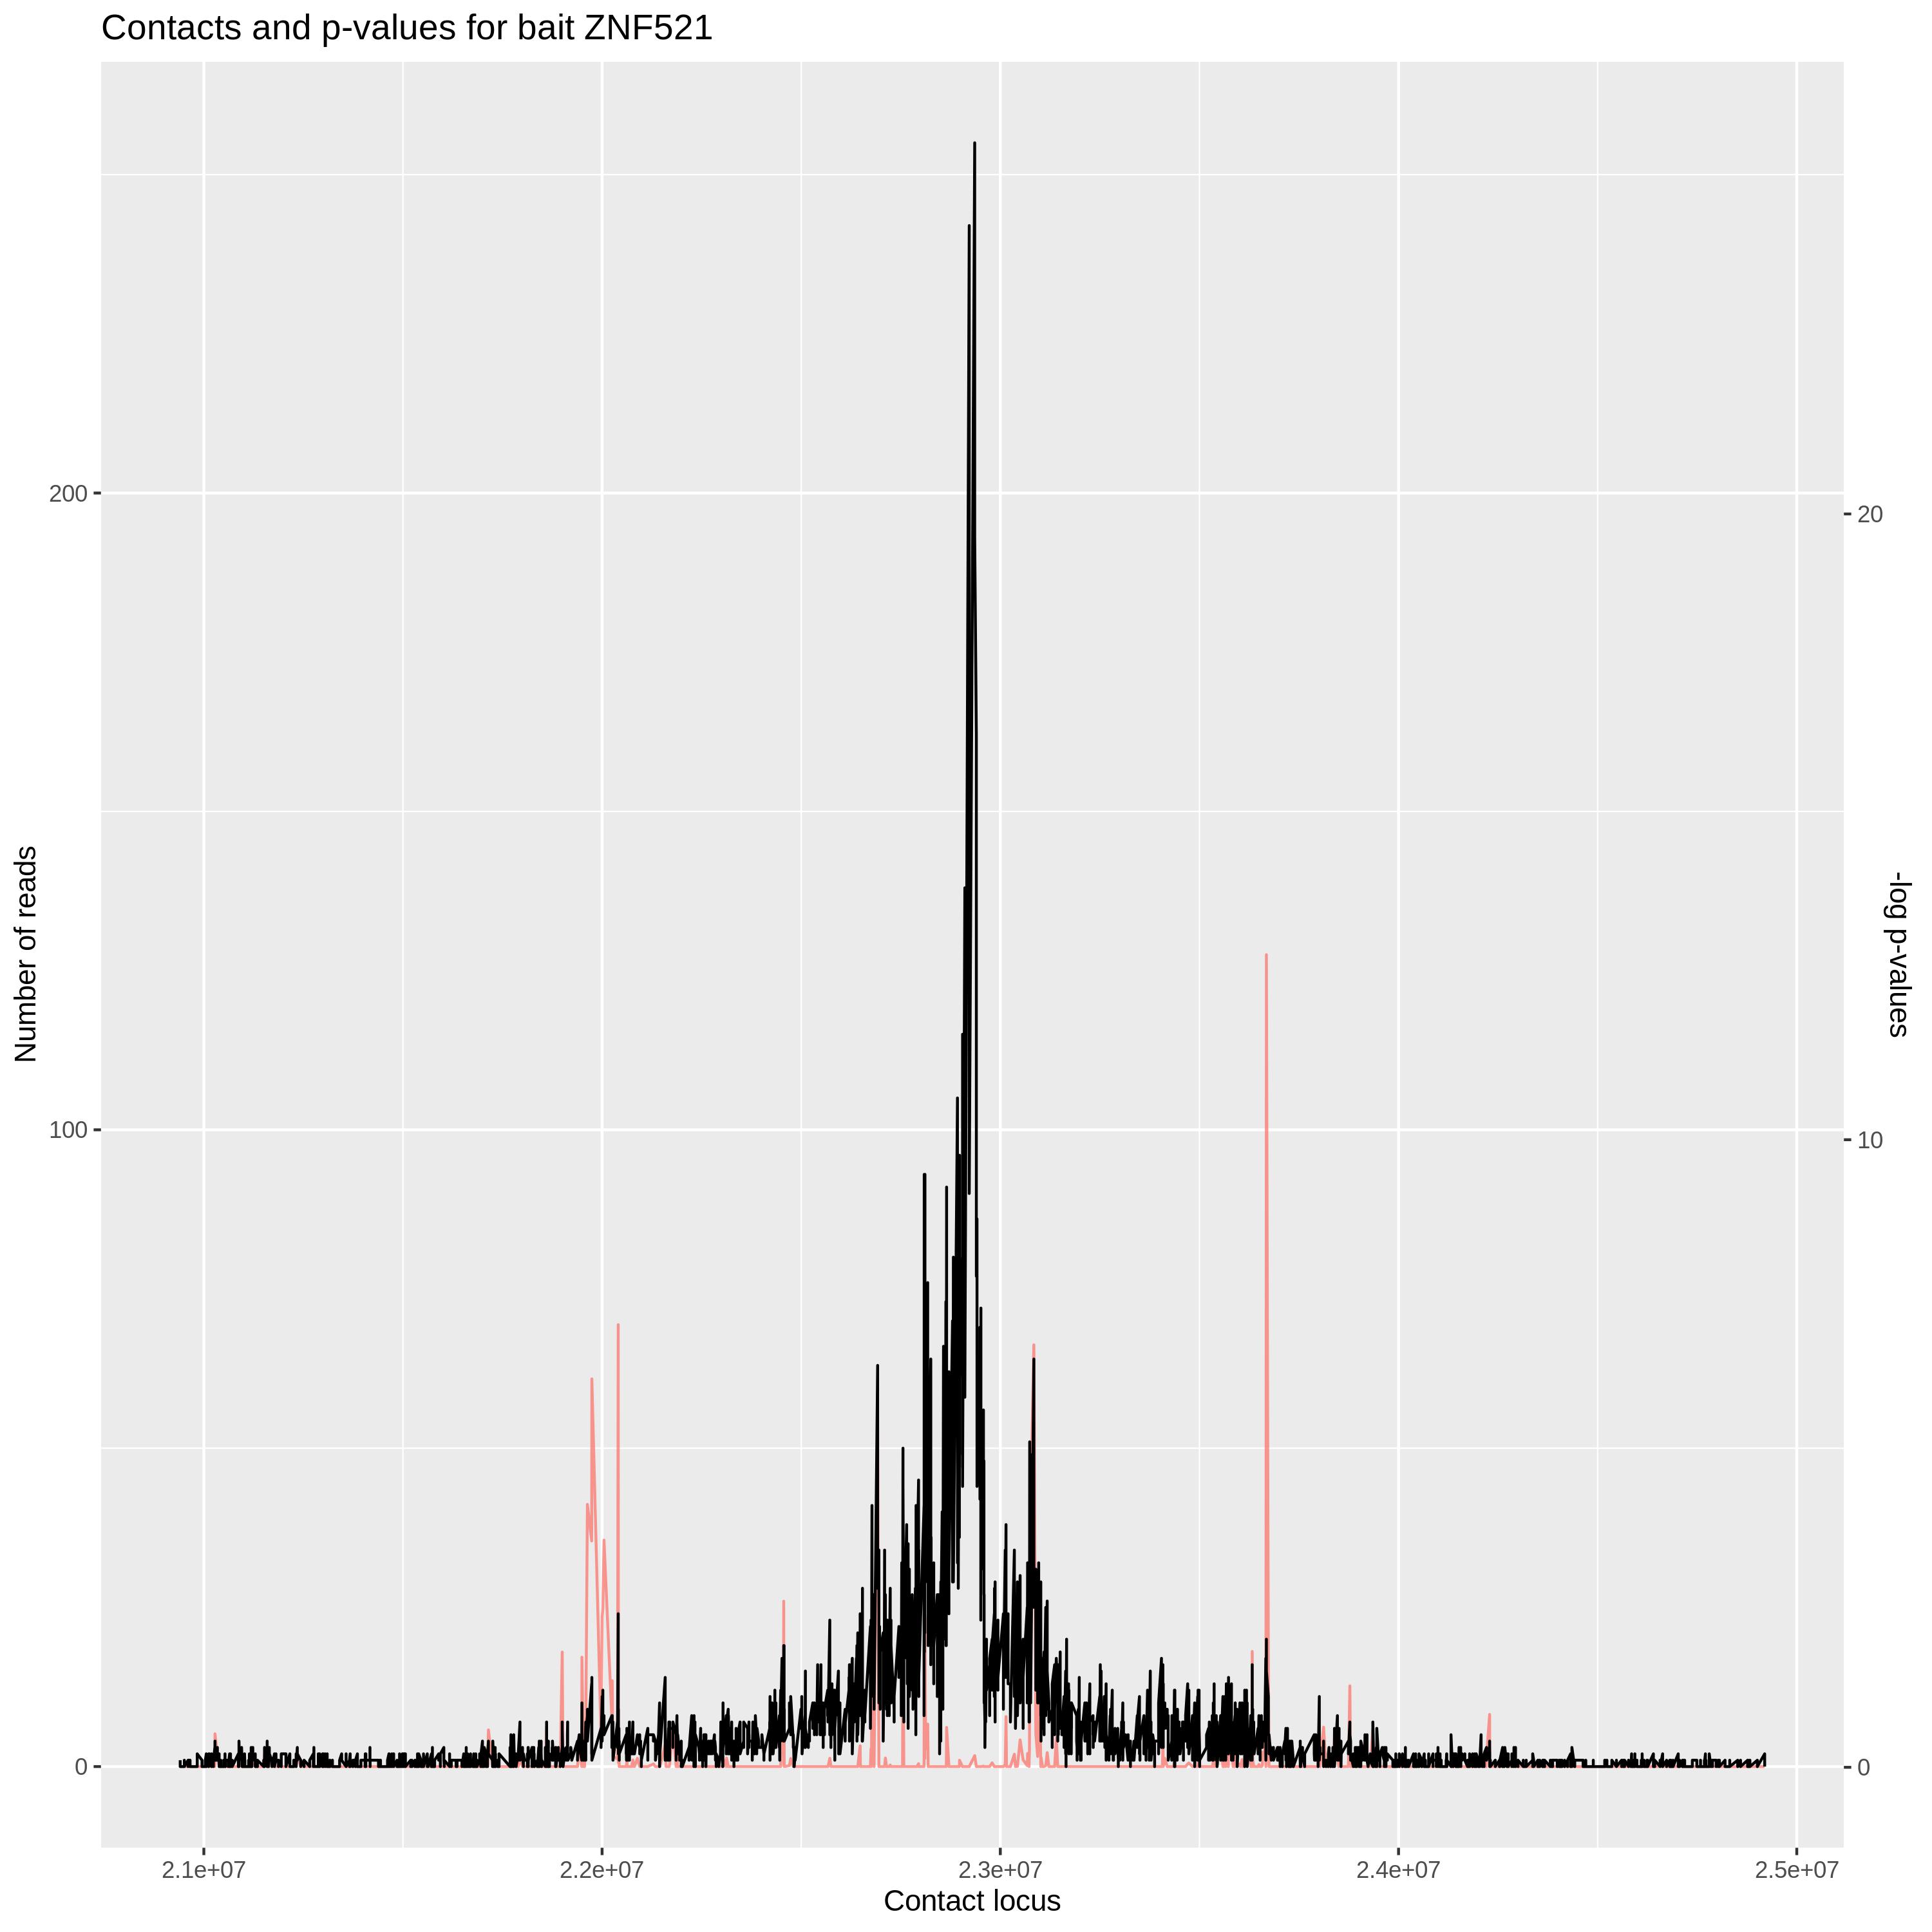 Contacts and p-values for bait ZNF521
Number of reads
200
100
0
20
10
0
-log p-values
2.1e+07 2.2e+07 2.3e+07 2.4e+07 2.5e+07
Contact locus